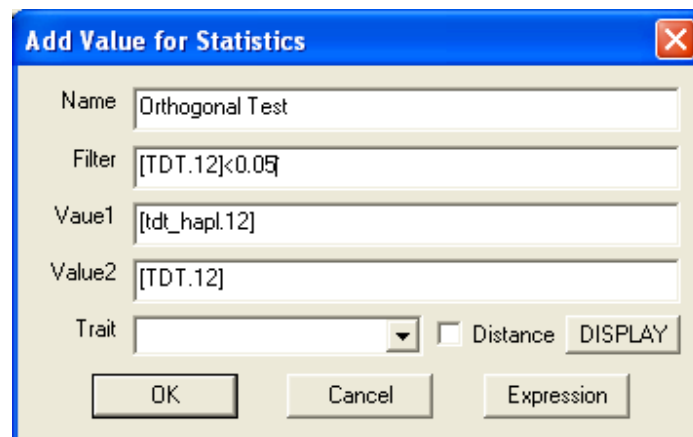 Add Value for Statistics
Name Orthogonal Test
Filter [TDT.12]<0.05
Vaue1 [tdt_hapl.12]
Value2 [TDT.12]
Trait Distance DISPLAY
OK Cancel Expression